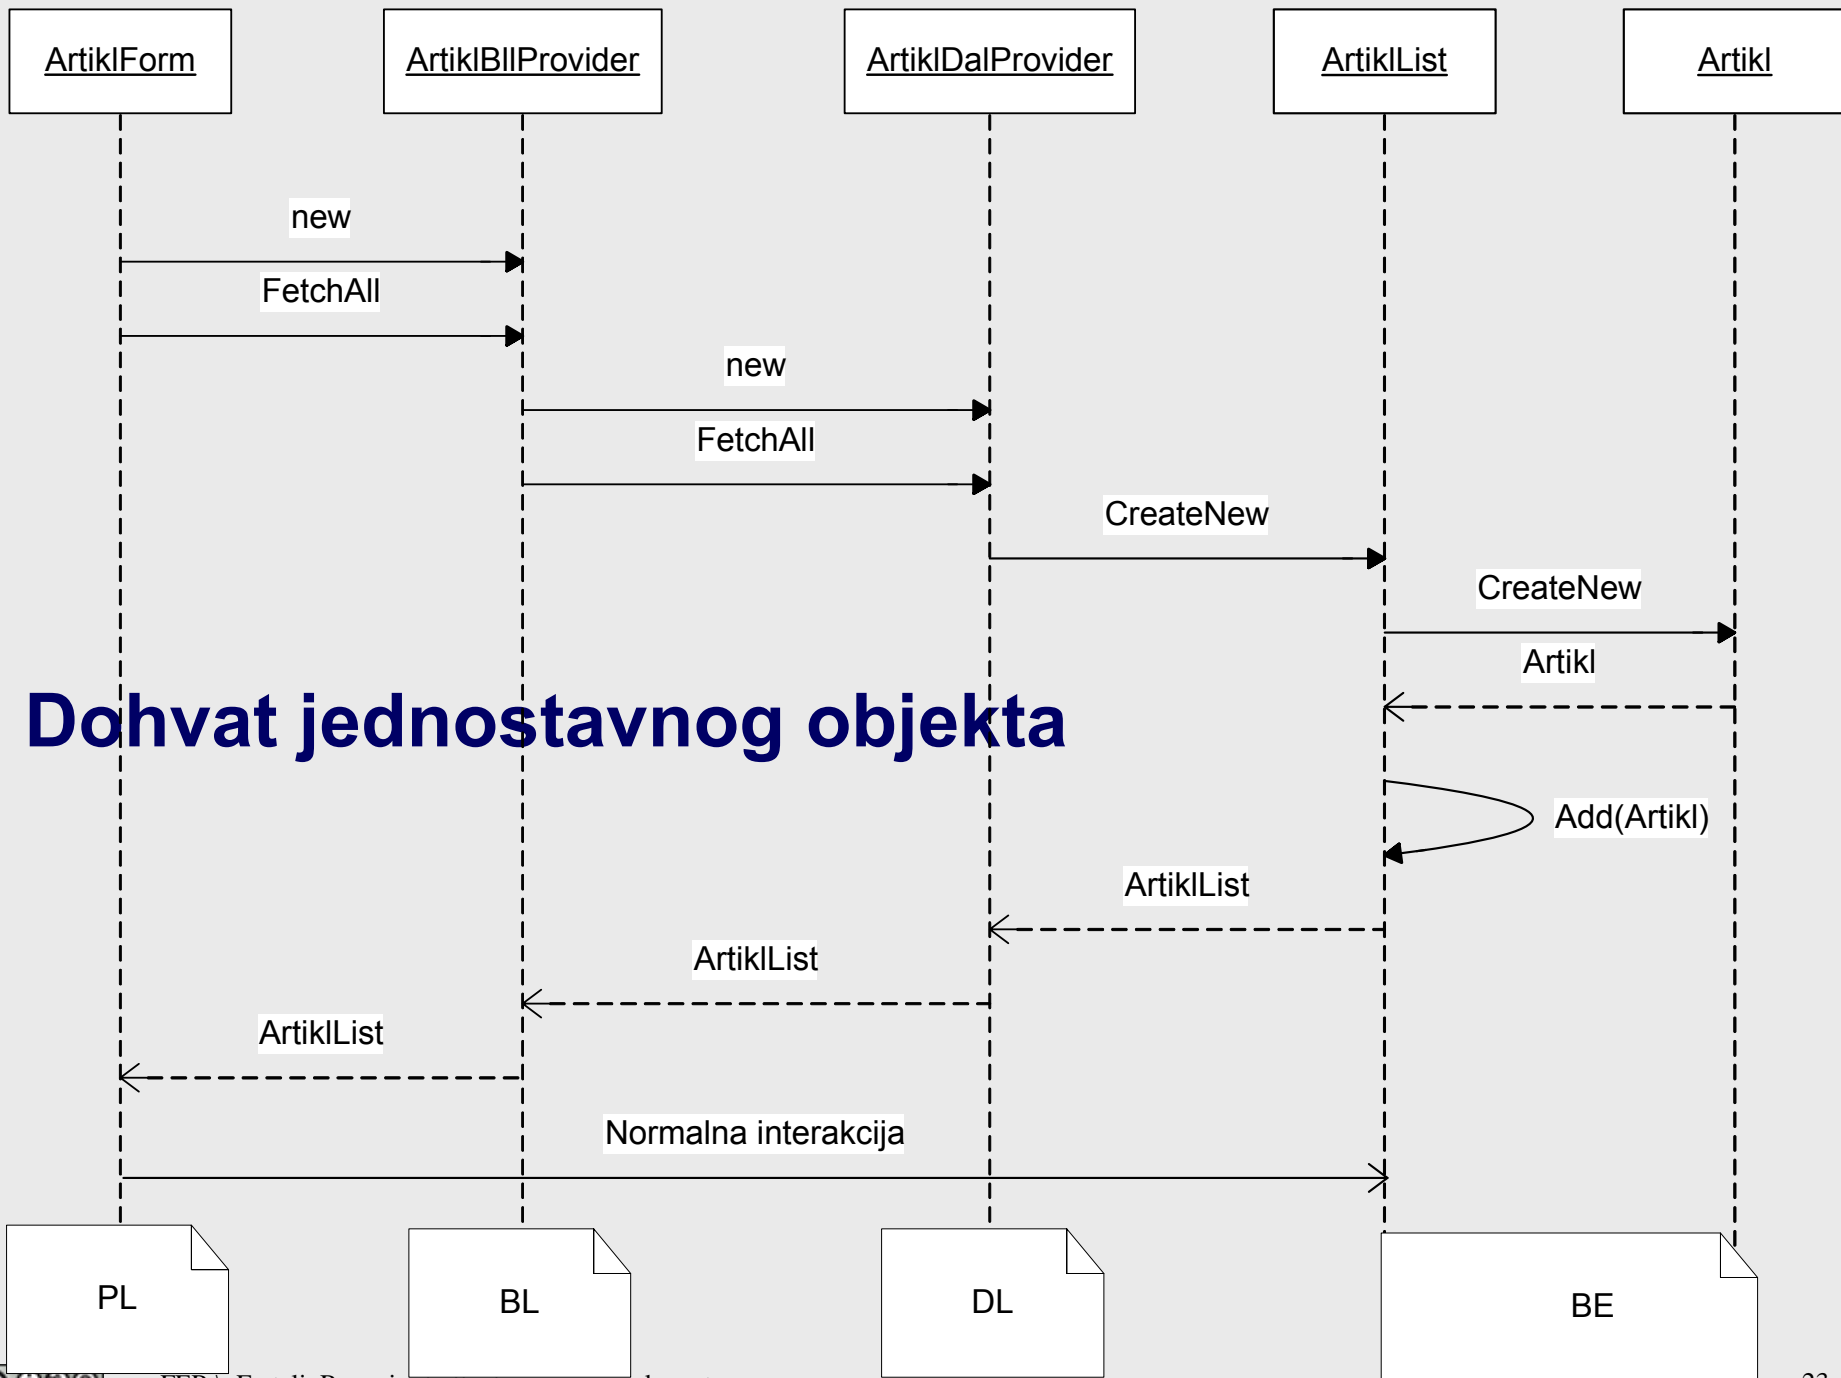 ArtiklForm
ArtiklBllProvider
ArtiklDalProvider
ArtiklList
Artikl
new
FetchAll
new
FetchAll
CreateNew
CreateNew
Artikl
Dohvat jednostavnog objekta
Add(Artikl)
ArtiklList
ArtiklList
ArtiklList
Normalna interakcija
PL
BL
DL
BE